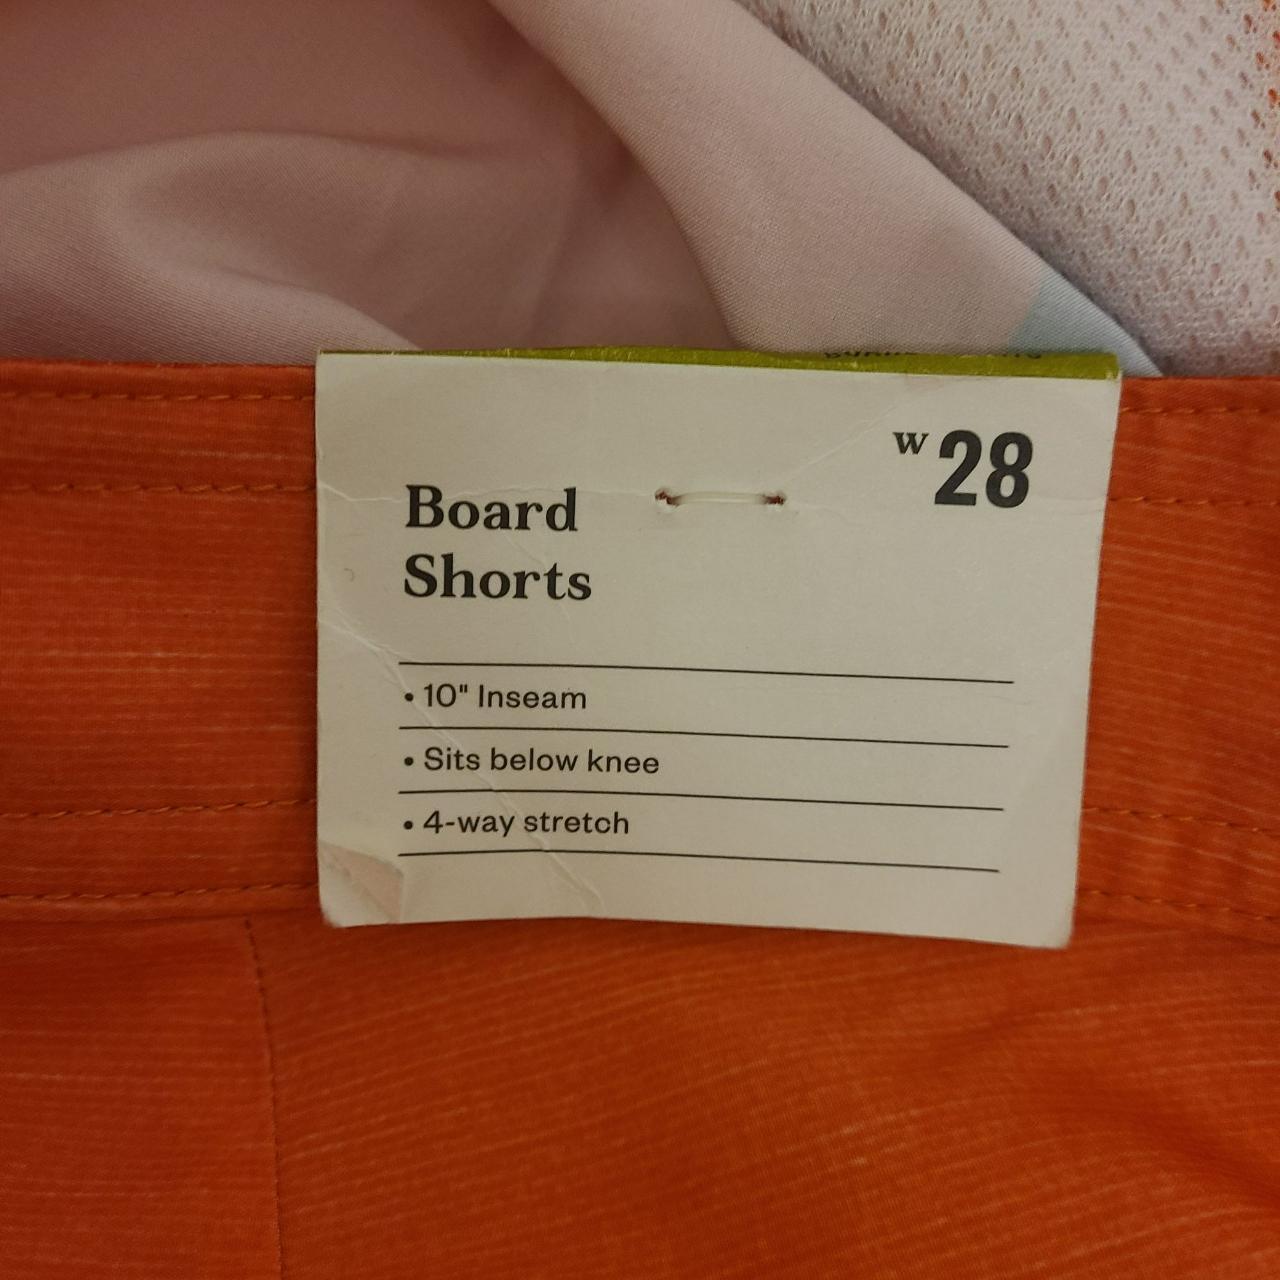 W 28
Board
Shorts
• 10" Inseam
• Sits below knee
• 4-way stretch